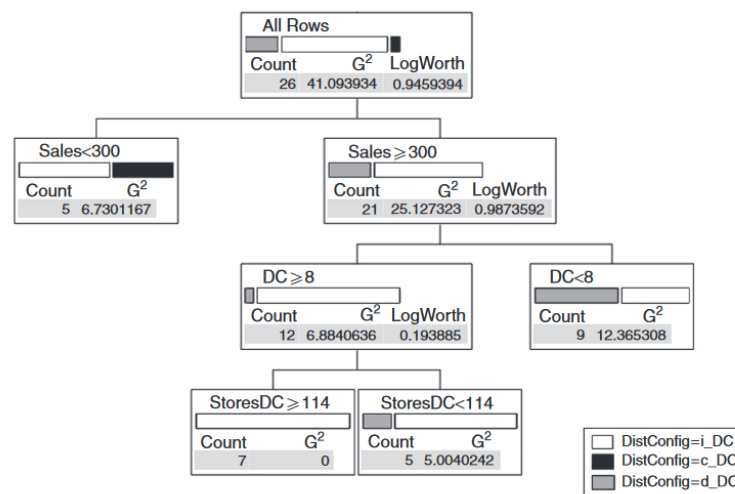 All Rows
Count G² LogWorth
26 41.093934 0.9459394
Sales<300
Count G²
5 6.7301167
Sales⩾300
Count G² LogWorth
21 25.127323 0.9873592
DC⩾8
Count G² LogWorth
12 6.8840636 0.193885
DC<8
Count G²
9 12.365308
StoresDC⩾114
Count G²
7 0
StoresDC<114
Count G²
5 5.0040242
DistConfig=i_DC
DistConfig=c_DC
DistConfig=d_DC